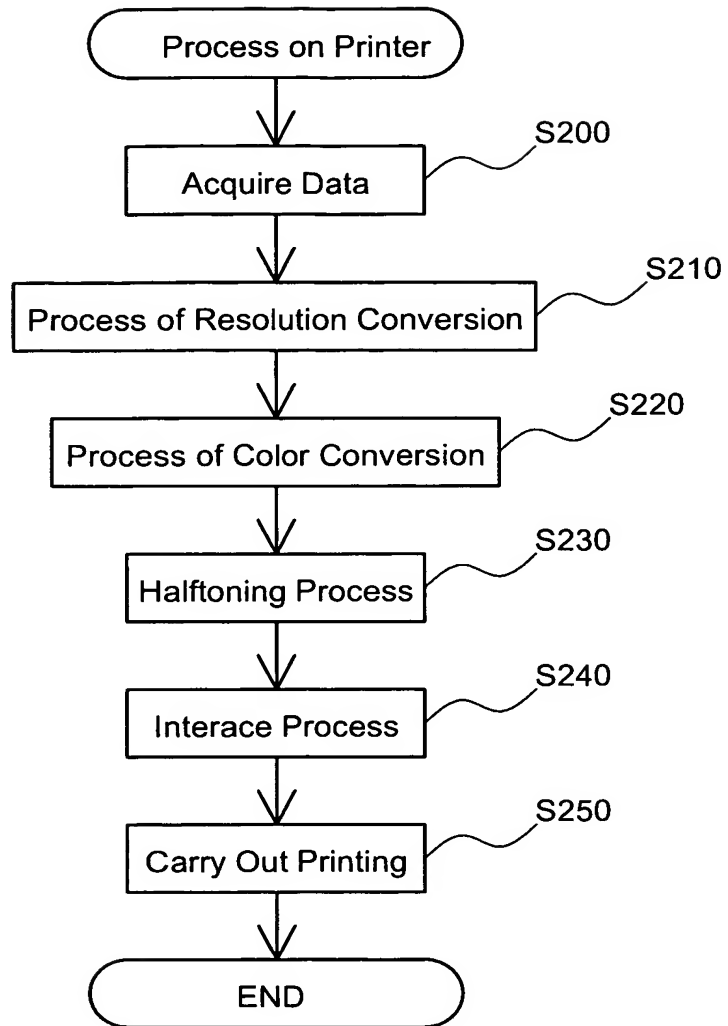 Process on Printer
S200
Acquire Data
S210
Process of Resolution Conversion
S220
Process of Color Conversion
S230
Halftoning Process
S240
Interace Process
S250
Carry Out Printing
END